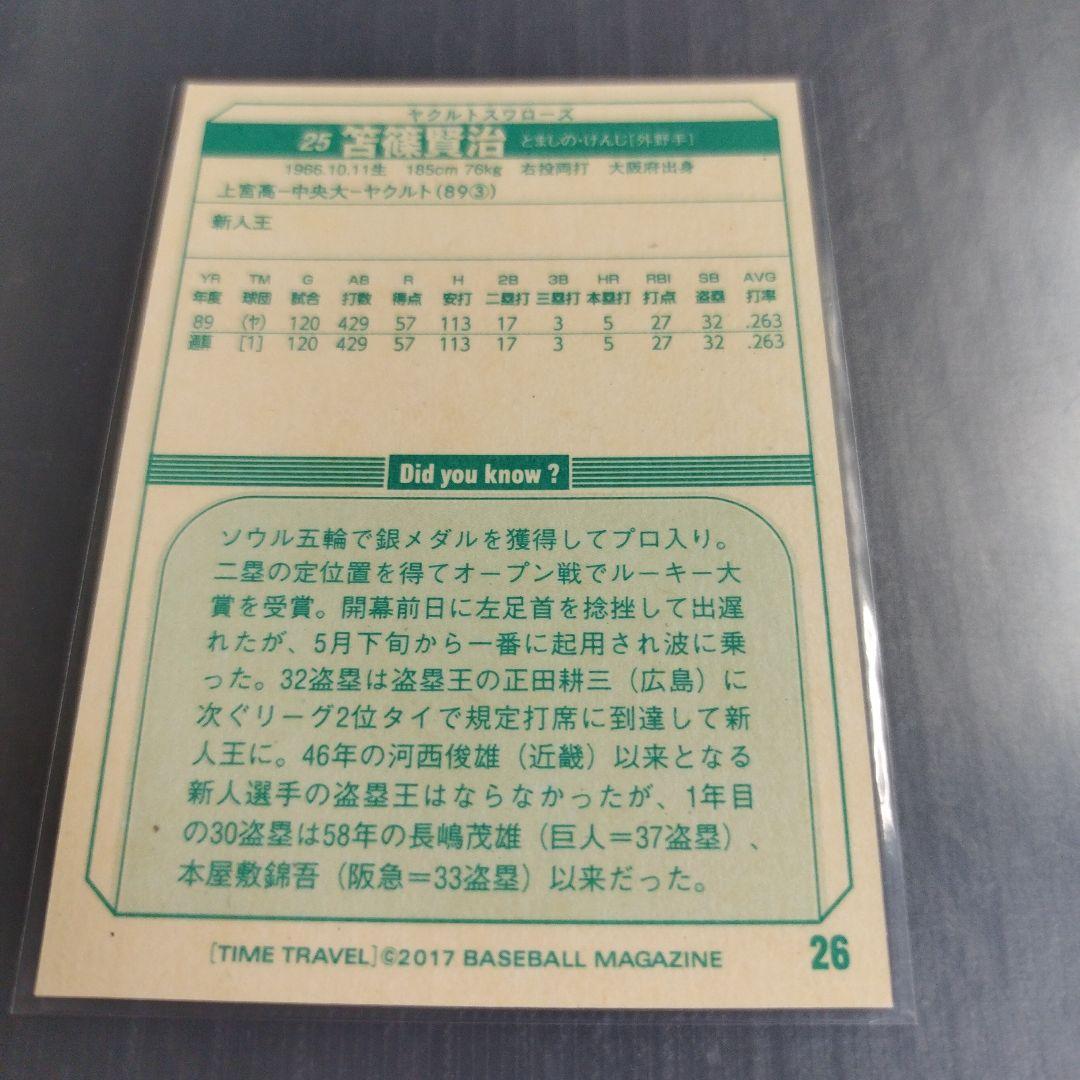 ヤクルトスワローズ
25 笘篠賢治 とましの・けんじ[外野手]
1966.10.11生 185cm 76kg 右投両打 大阪府出身
上宮高−中央大−ヤクルト(89③)
新人王
YR TM G AB R H 2B 3B HR RBI SB AVG
年度 球団 試合 打数 得点 安打 二塁打 三塁打 本塁打 打点 盗塁 打率
89 (ヤ) 120 429 57 113 17 3 5 27 32 .263
通算 [1] 120 429 57 113 17 3 5 27 32 .263
Did you know ?
ソウル五輪で銀メダルを獲得してプロ入り。
二塁の定位置を得てオープン戦でルーキー大
賞を受賞。開幕前日に左足首を捻挫して出遅
れたが、5月下旬から一番に起用され波に乗
った。32盗塁は盗塁王の正田耕三（広島）に
次ぐリーグ2位タイで規定打席に到達して新
人王に。46年の河西俊雄（近畿）以来となる
新人選手の盗塁王はならなかったが、1年目
の30盗塁は58年の長嶋茂雄（巨人＝37盗塁）、
本屋敷錦吾（阪急＝33盗塁）以来だった。
[TIME TRAVEL]©2017 BASEBALL MAGAZINE
26